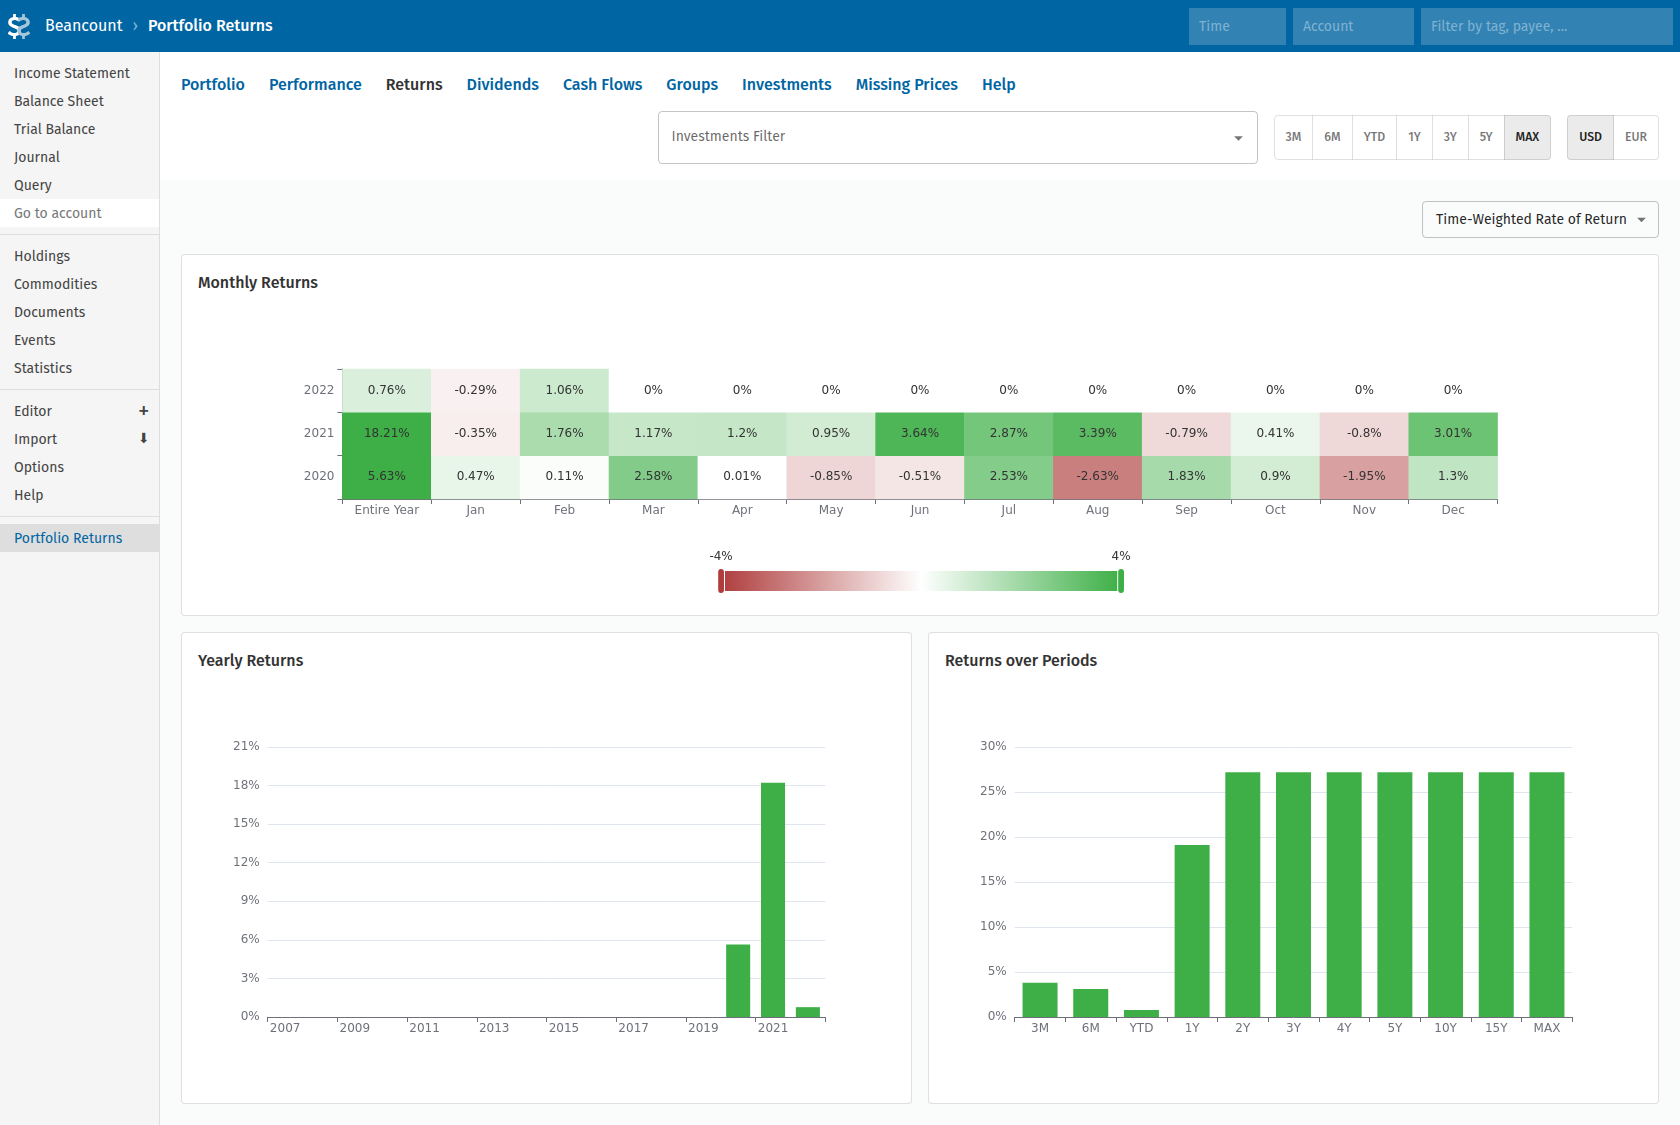 Beancount › Portfolio Returns
Time
Account
Filter by tag, payee, ...
Income Statement
Balance Sheet
Trial Balance
Journal
Query
Go to account
Holdings
Commodities
Documents
Events
Statistics
Editor +
Import
Options
Help
Portfolio Returns
Portfolio Performance Returns Dividends Cash Flows Groups Investments Missing Prices Help
Investments Filter
3M 6M YTD 1Y 3Y 5Y MAX
USD EUR
Time-Weighted Rate of Return
Monthly Returns
2022 0.76% -0.29% 1.06% 0% 0% 0% 0% 0% 0% 0% 0% 0% 0%
2021 18.21% -0.35% 1.76% 1.17% 1.2% 0.95% 3.64% 2.87% 3.39% -0.79% 0.41% -0.8% 3.01%
2020 5.63% 0.47% 0.11% 2.58% 0.01% -0.85% -0.51% 2.53% -2.63% 1.83% 0.9% -1.95% 1.3%
Entire Year Jan Feb Mar Apr May Jun Jul Aug Sep Oct Nov Dec
-4% 4%
Yearly Returns
21%
18%
15%
12%
9%
6%
3%
0%
2007 2009 2011 2013 2015 2017 2019 2021
Returns over Periods
30%
25%
20%
15%
10%
5%
0%
3M 6M YTD 1Y 2Y 3Y 4Y 5Y 10Y 15Y MAX